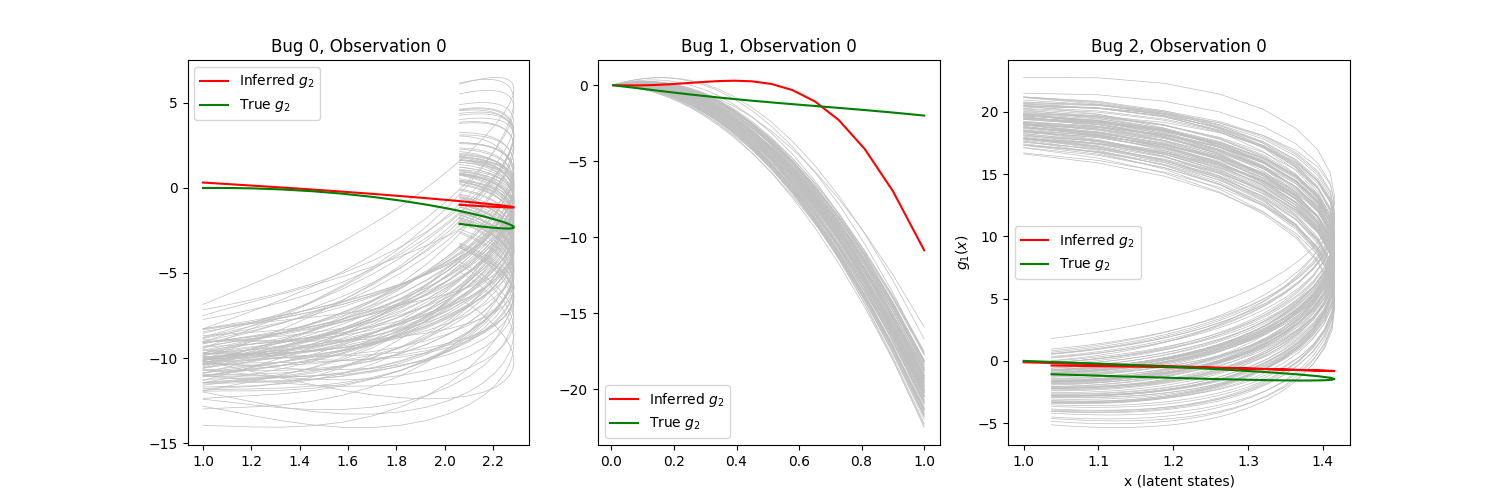 Bug 0, Observation 0
Inferred g₂
True g₂
5
0
−5
−10
−15
1.0 1.2 1.4 1.6 1.8 2.0 2.2
Bug 1, Observation 0
0
−5
−10
−15
−20
Inferred g₂
True g₂
0.0 0.2 0.4 0.6 0.8 1.0
Bug 2, Observation 0
20
15
10
5
0
−5
g₁(x)
Inferred g₂
True g₂
1.0 1.1 1.2 1.3 1.4
x (latent states)